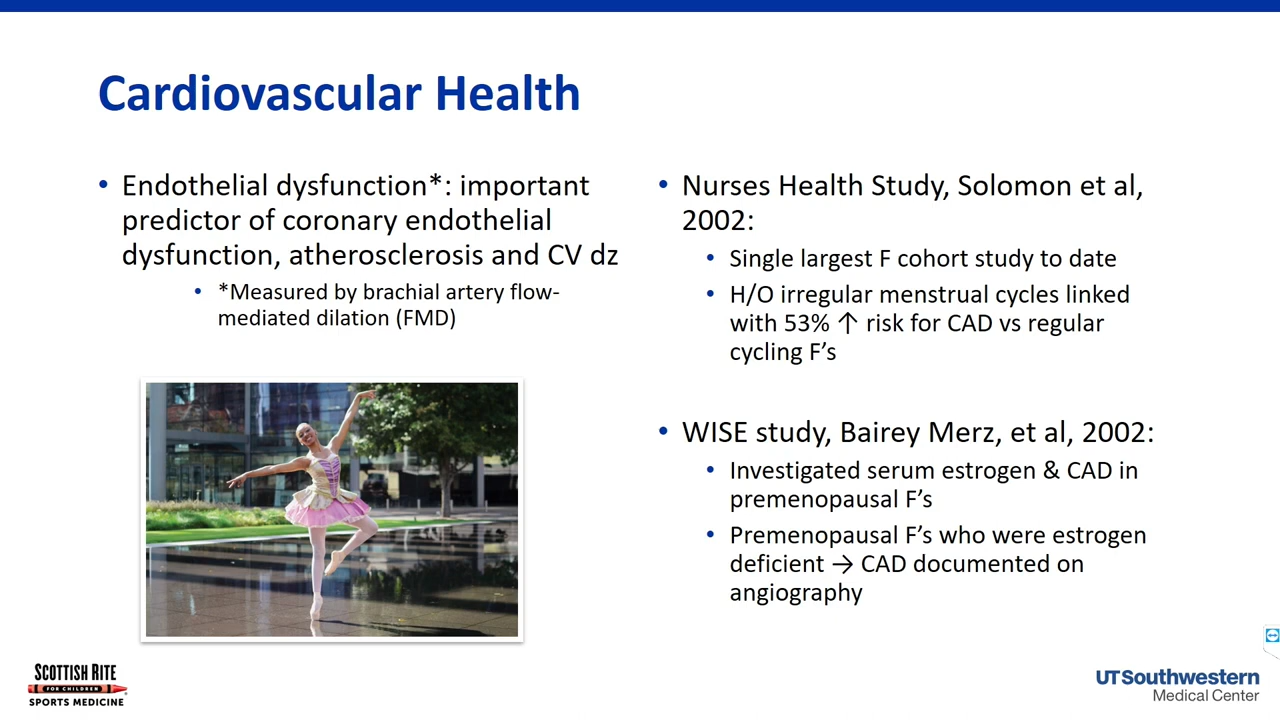 Cardiovascular Health
• Endothelial dysfunction*: important
predictor of coronary endothelial
dysfunction, atherosclerosis and CV dz
• *Measured by brachial artery flow-
mediated dilation (FMD)
• Nurses Health Study, Solomon et al,
2002:
• Single largest F cohort study to date
• H/O irregular menstrual cycles linked
with 53% ↑ risk for CAD vs regular
cycling F’s
• WISE study, Bairey Merz, et al, 2002:
• Investigated serum estrogen & CAD in
premenopausal F’s
• Premenopausal F’s who were estrogen
deficient → CAD documented on
angiography
SCOTTISH RITE
FOR CHILDREN
SPORTS MEDICINE
UTSouthwestern
Medical Center